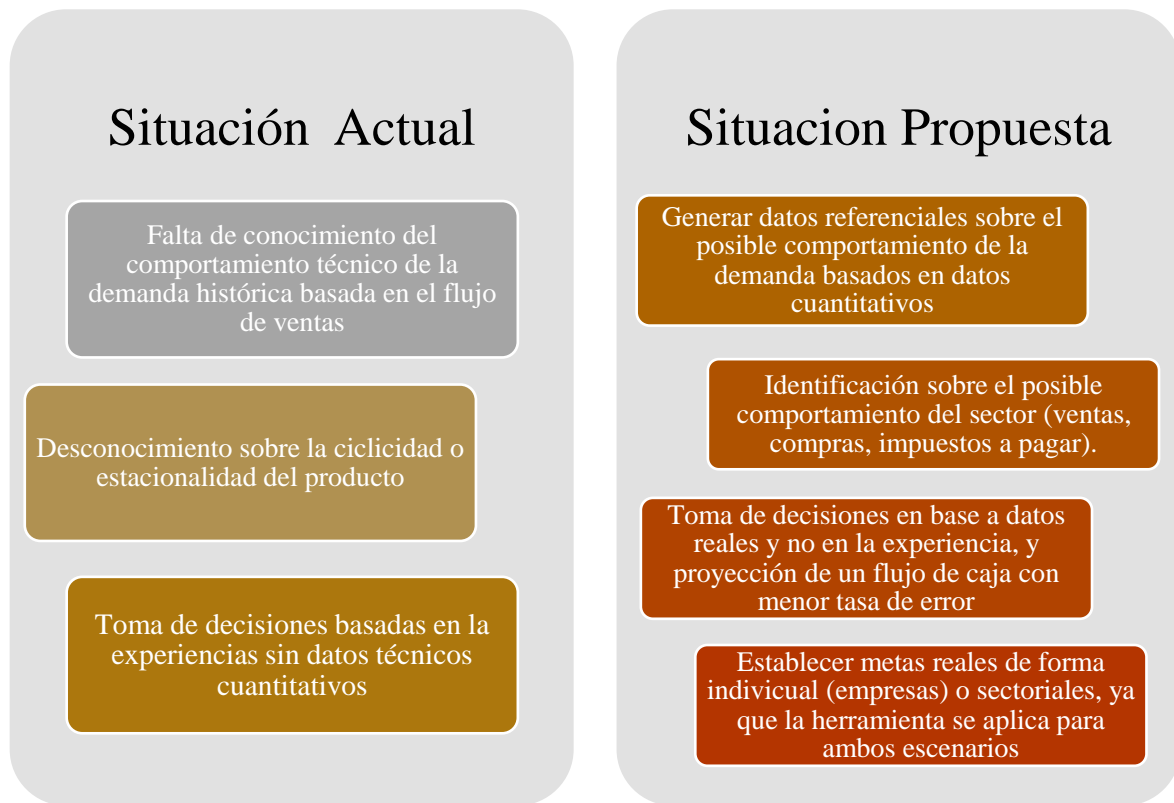 Situación  Actual
Falta de conocimiento del
comportamiento técnico de la
demanda histórica basada en el flujo
de ventas
Desconocimiento sobre la ciclicidad o
estacionalidad del producto
Toma de decisiones basadas en la
experiencias sin datos técnicos
cuantitativos
Situacion Propuesta
Generar datos referenciales sobre el
posible comportamiento de la
demanda basados en datos
cuantitativos
Identificación sobre el posible
comportamiento del sector (ventas,
compras, impuestos a pagar).
Toma de decisiones en base a datos
reales y no en la experiencia, y
proyección de un flujo de caja con
menor tasa de error
Establecer metas reales de forma
indivicual (empresas) o sectoriales, ya
que la herramienta se aplica para
ambos escenarios